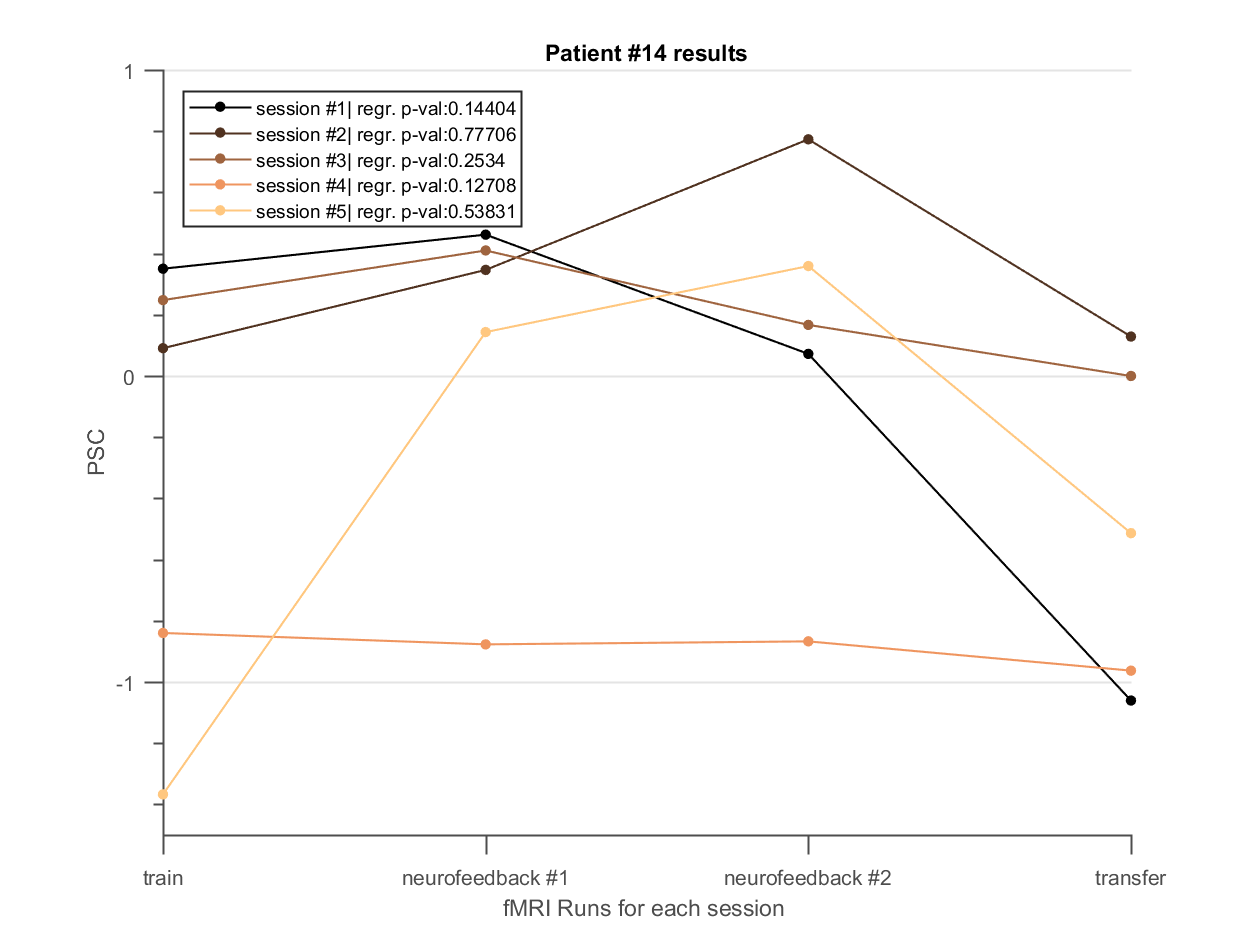 Patient #14 results
1
session #1| regr. p-val:0.14404
session #2| regr. p-val:0.77706
session #3| regr. p-val:0.2534
session #4| regr. p-val:0.12708
session #5| regr. p-val:0.53831
0
PSC
-1
train
neurofeedback #1
neurofeedback #2
transfer
fMRI Runs for each session